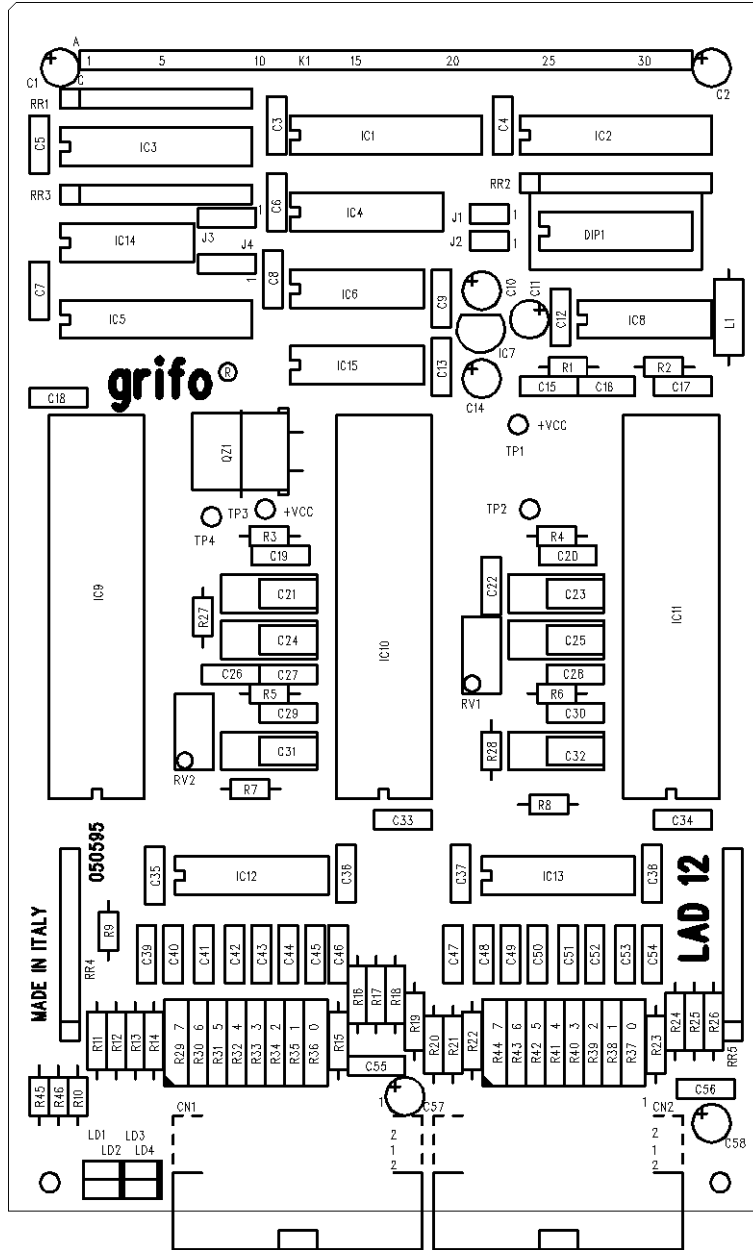 A
1 5 10 K1 15 20 25 30
C
C1 C2
RR1
C3 C4
C5 IC3 IC1 IC2
RR3 RR2
C6 IC4 J1 1
1 J3 J2 1
IC14 J4 DIP1
1
C7 C8 IC6 C9 C10 C11 C12 IC8 L1
IC5 IC7
IC15 C13 R1 R2
grifo ®
C18 C14 C15 C16 C17
TP1 +VCC
QZ1
TP3 +VCC TP2
TP4
R3 R4
C19 C20
IC9 IC10 IC11
R27 C21 C22 C23
C24 C25
C26 C27 C28
R5 RV1 R6
C29 C30
C31 R28 C32
RV2
R7 R8
C33 C34
050595
C35 IC12 C36 C37 IC13 C38
LAD 12
MADE IN ITALY
RR4 R9
C39 C40 C41 C42 C43 C44 C45 C46 C47 C48 C49 C50 C51 C52 C53 C54
R16 R17 R18 R19
R24 R25 R26
RR5
R11 R12 R13 R14
R29 7
R30 6
R31 5
R32 4
R33 3
R34 2
R35 1
R36 0
R15
R20 R21 R22
R44 7
R43 6
R42 5
R41 4
R40 3
R39 2
R38 1
R37 0
R23
C55 C56
R45 R46 R10
CN1 1 C57 1 CN2
2 2
1 1
2 2
C58
LD1 LD3
LD2 LD4